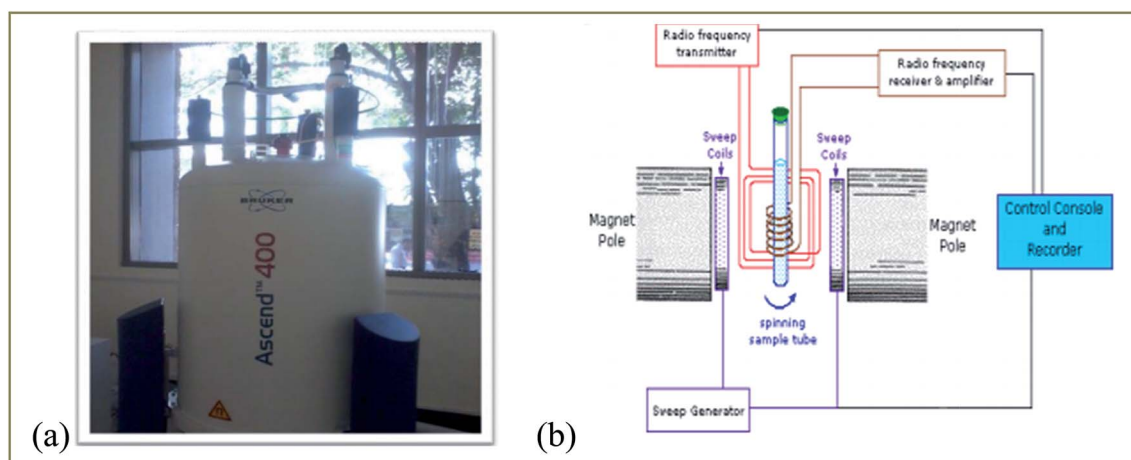 BRUKER
Ascend™ 400
(a)
Radio frequency
transmitter
Radio frequency
receiver & amplifier
Sweep
Coils
Sweep
Coils
Magnet
Pole
Magnet
Pole
Control Console
and
Recorder
spinning
sample tube
Sweep Generator
(b)